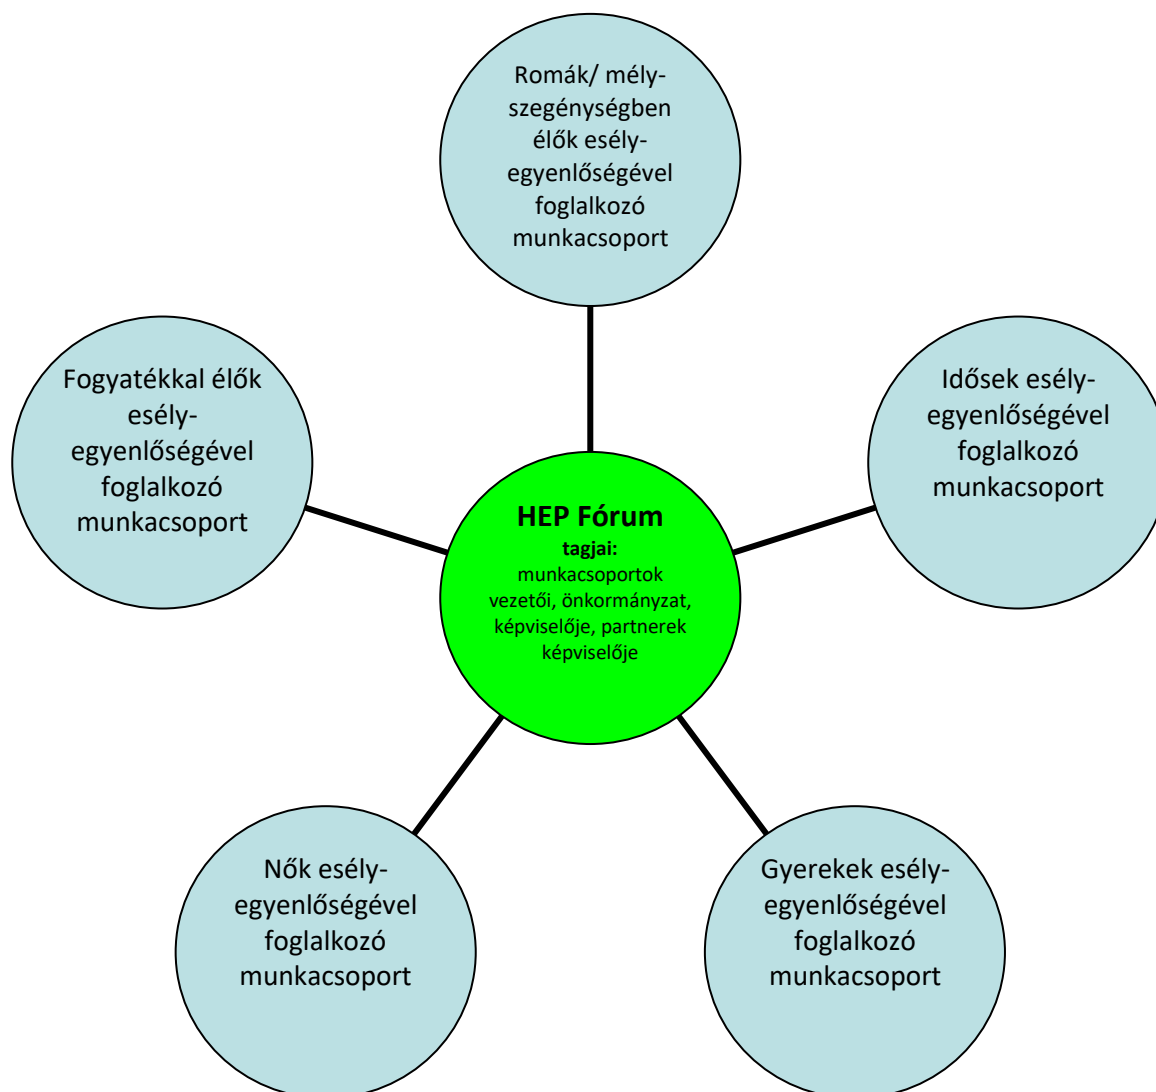 Romák/ mély-
szegénységben
élők esély-
egyenlőségével
foglalkozó
munkacsoport
Fogyatékkal élők
esély-
egyenlőségével
foglalkozó
munkacsoport
Idősek esély-
egyenlőségével
foglalkozó
munkacsoport
HEP Fórum
tagjai:
munkacsoportok
vezetői, önkormányzat,
képviselője, partnerek
képviselője
Nők esély-
egyenlőségével
foglalkozó
munkacsoport
Gyerekek esély-
egyenlőségével
foglalkozó
munkacsoport